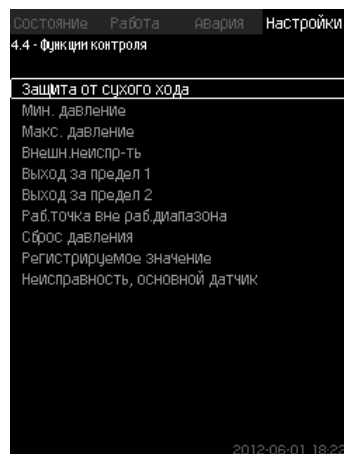 Состояние Работа Авария Настройки
4.4 - Функции контроля
Защита от сухого хода
Мин. давление
Макс. давление
Внешн.неиспр-ть
Выход за предел 1
Выход за предел 2
Раб.точка вне раб.диапазона
Сброс давления
Регистрируемое значение
Неисправность, основной датчик
2012-06-01 18:22